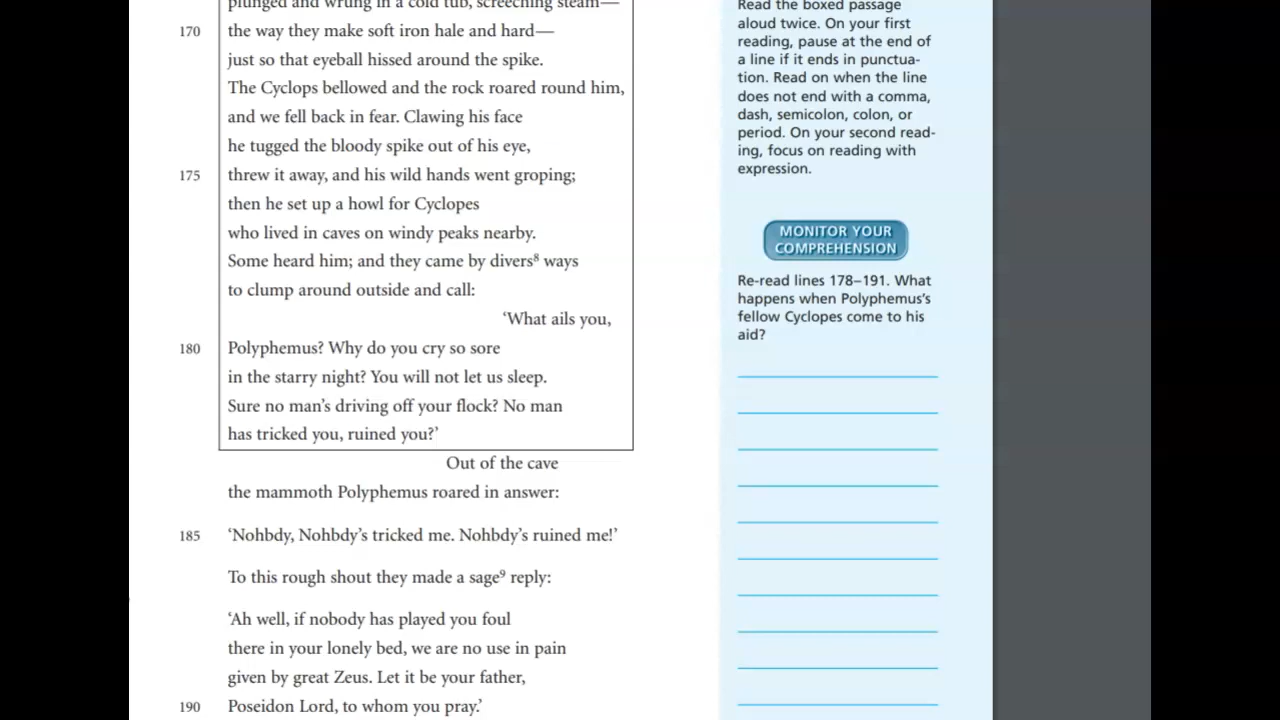 plunged and wrung in a cold tub, screeching steam—
170 the way they make soft iron hale and hard—
just so that eyeball hissed around the spike.
The Cyclops bellowed and the rock roared round him,
and we fell back in fear. Clawing his face
he tugged the bloody spike out of his eye,
175 threw it away, and his wild hands went groping;
then he set up a howl for Cyclopes
who lived in caves on windy peaks nearby.
Some heard him; and they came by divers⁸ ways
to clump around outside and call:
‘What ails you,
180 Polyphemus? Why do you cry so sore
in the starry night? You will not let us sleep.
Sure no man’s driving off your flock? No man
has tricked you, ruined you?’
Out of the cave
the mammoth Polyphemus roared in answer:
185 ‘Nohbdy, Nohbdy’s tricked me. Nohbdy’s ruined me!’
To this rough shout they made a sage⁹ reply:
‘Ah well, if nobody has played you foul
there in your lonely bed, we are no use in pain
given by great Zeus. Let it be your father,
190 Poseidon Lord, to whom you pray.’
Read the boxed passage
aloud twice. On your first
reading, pause at the end of
a line if it ends in punctua-
tion. Read on when the line
does not end with a comma,
dash, semicolon, colon, or
period. On your second read-
ing, focus on reading with
expression.
MONITOR YOUR
COMPREHENSION
Re-read lines 178–191. What
happens when Polyphemus’s
fellow Cyclopes come to his
aid?